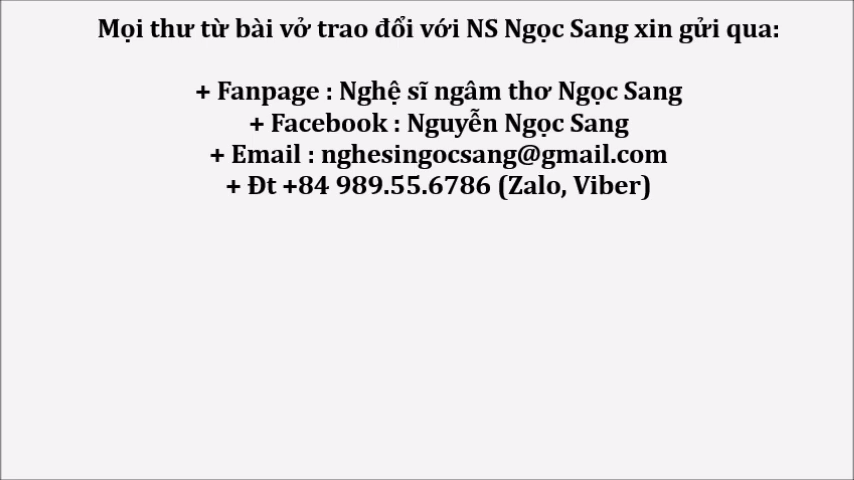 Mọi thư từ bài vở trao đổi với NS Ngọc Sang xin gửi qua:
+ Fanpage : Nghệ sĩ ngâm thơ Ngọc Sang
+ Facebook : Nguyễn Ngọc Sang
+ Email : nghesingocsang@gmail.com
+ Đt +84 989.55.6786 (Zalo, Viber)